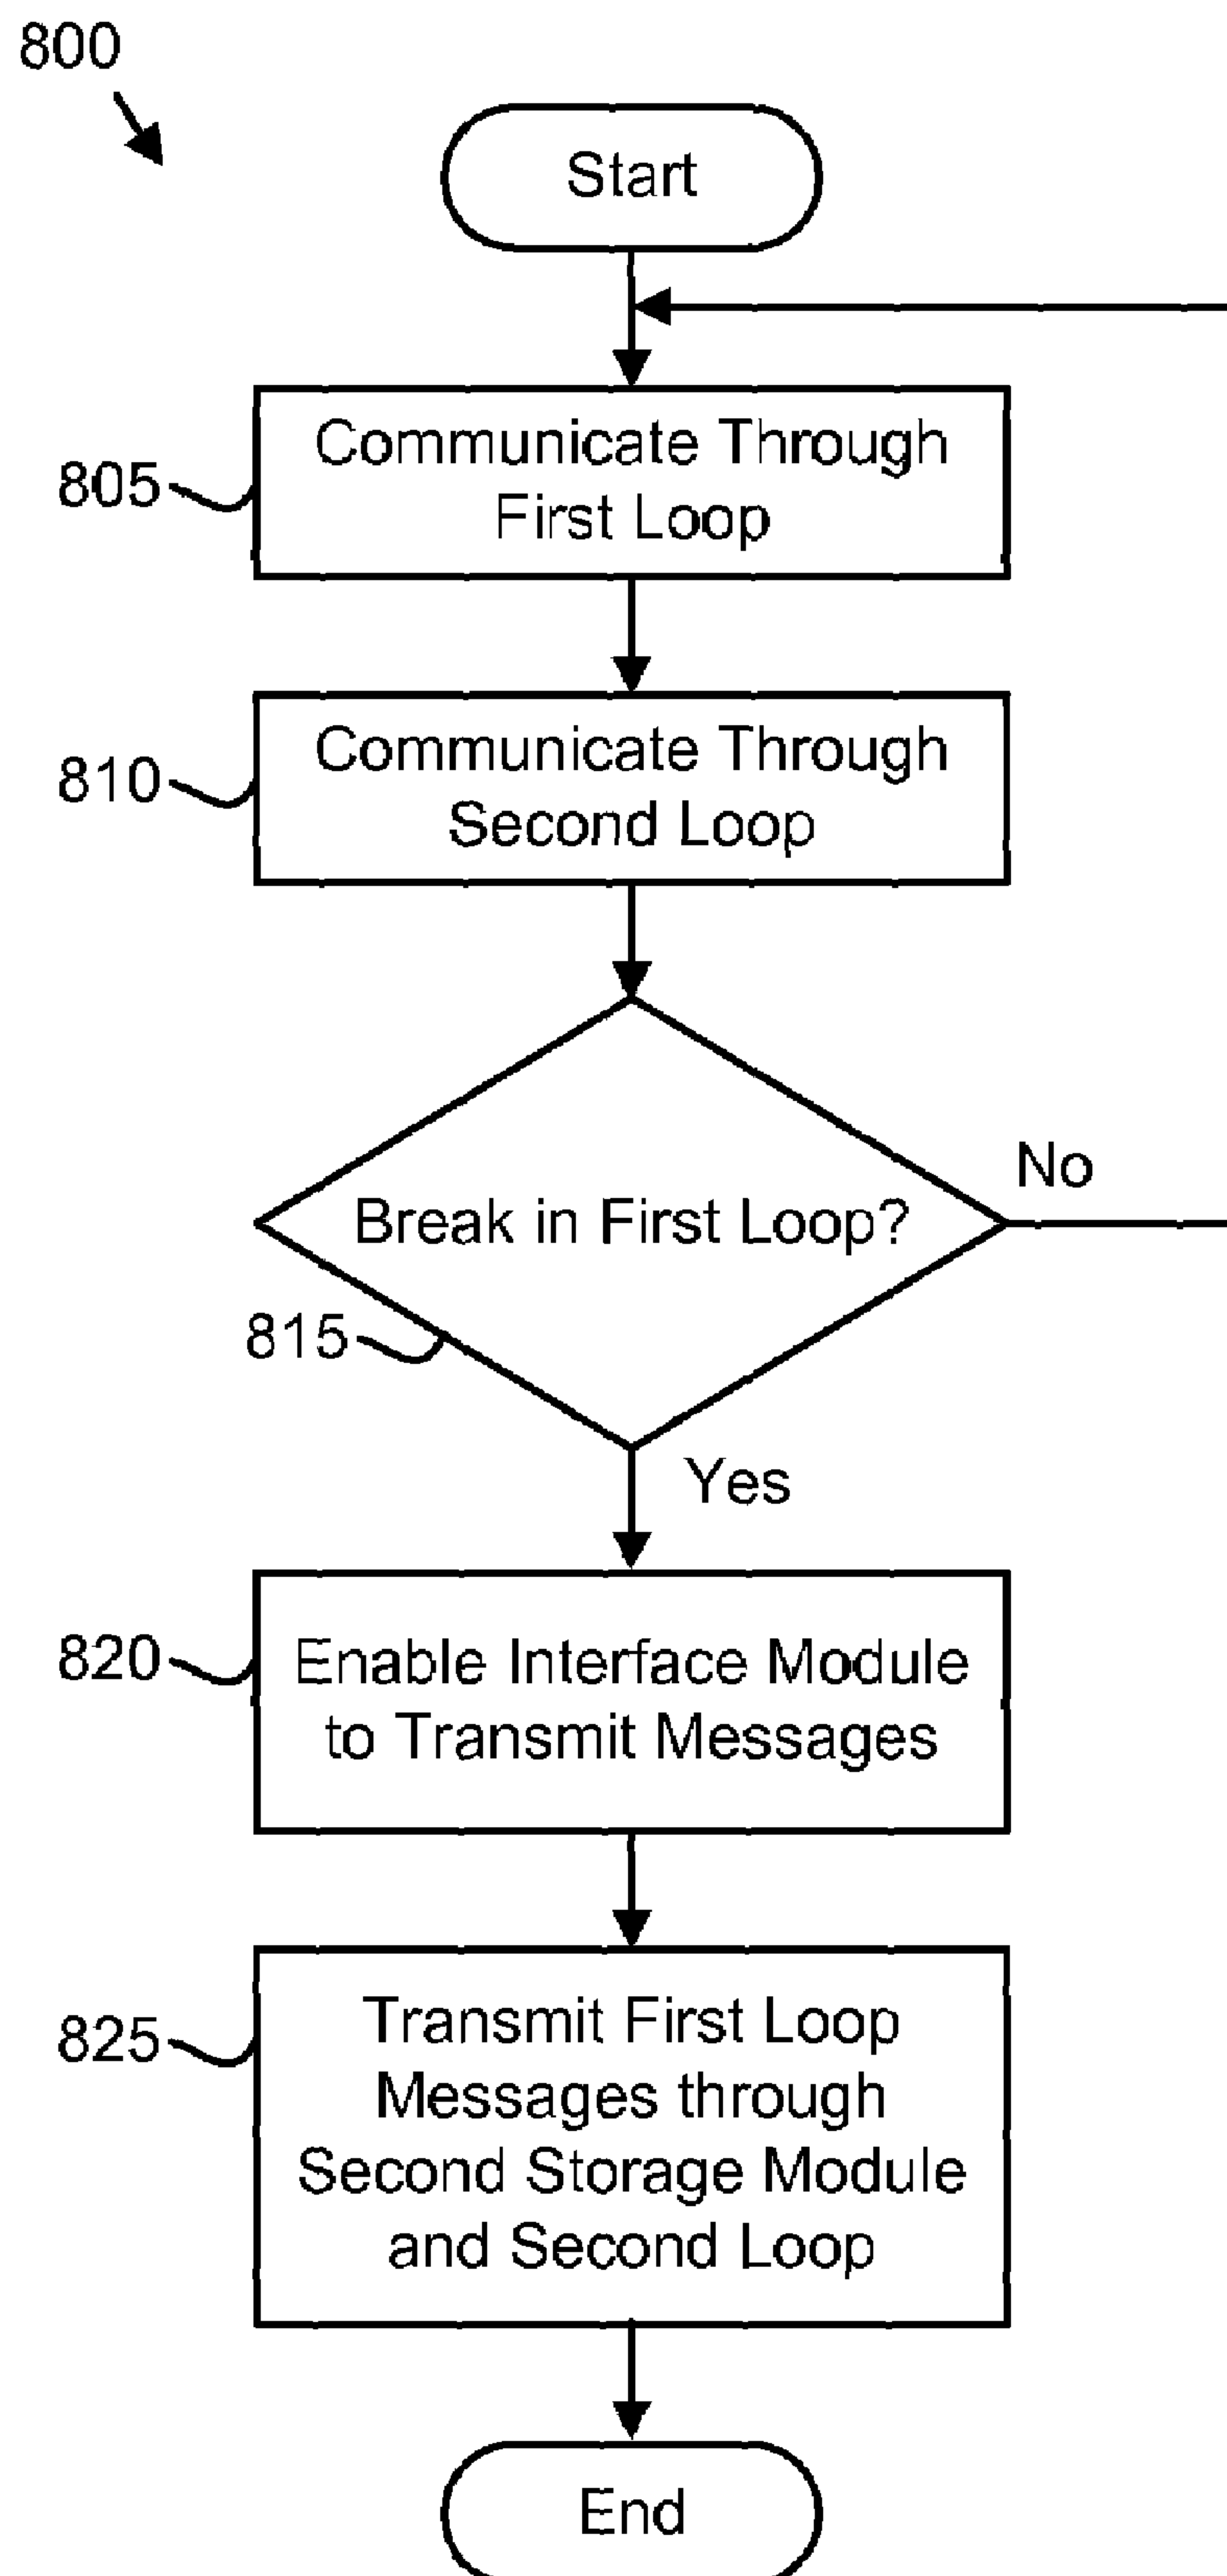 800
Start
805
Communicate Through
First Loop
810
Communicate Through
Second Loop
Break in First Loop?
No
815
Yes
820
Enable Interface Module
to Transmit Messages
825
Transmit First Loop
Messages through
Second Storage Module
and Second Loop
End